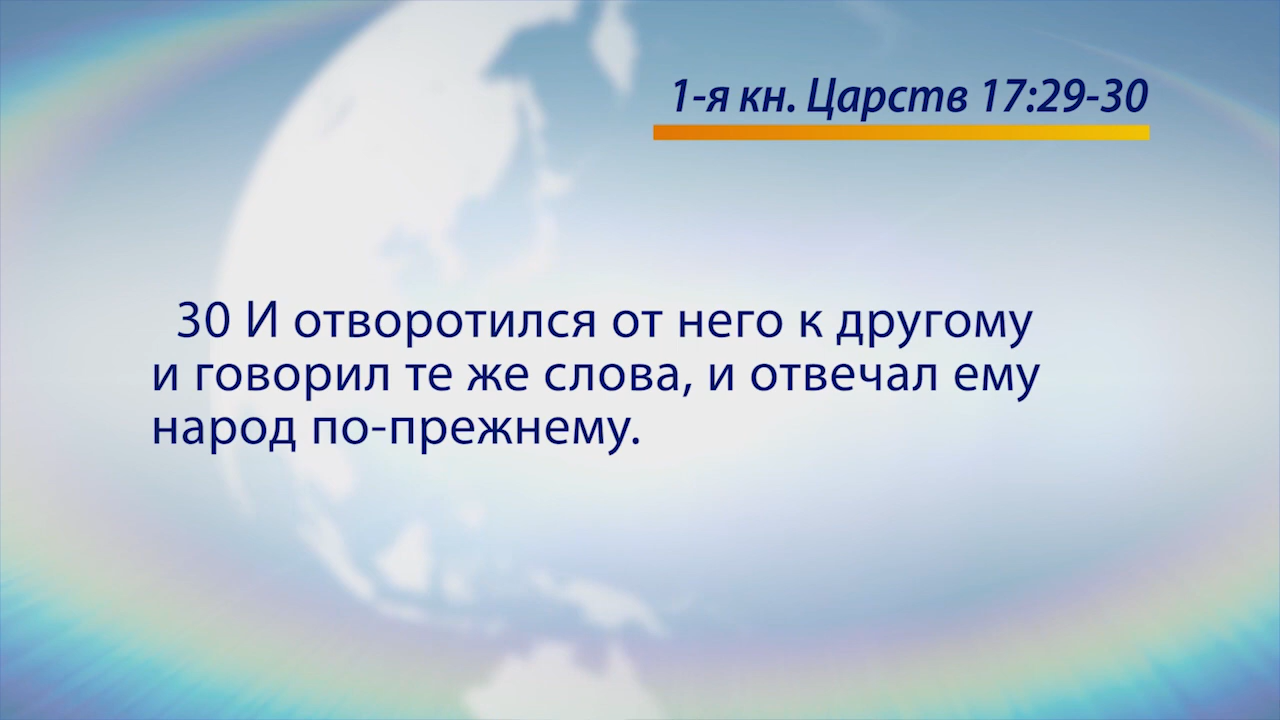 1-я кн. Царств 17:29-30
30 И отворотился от него к другому
и говорил те же слова, и отвечал ему
народ по-прежнему.